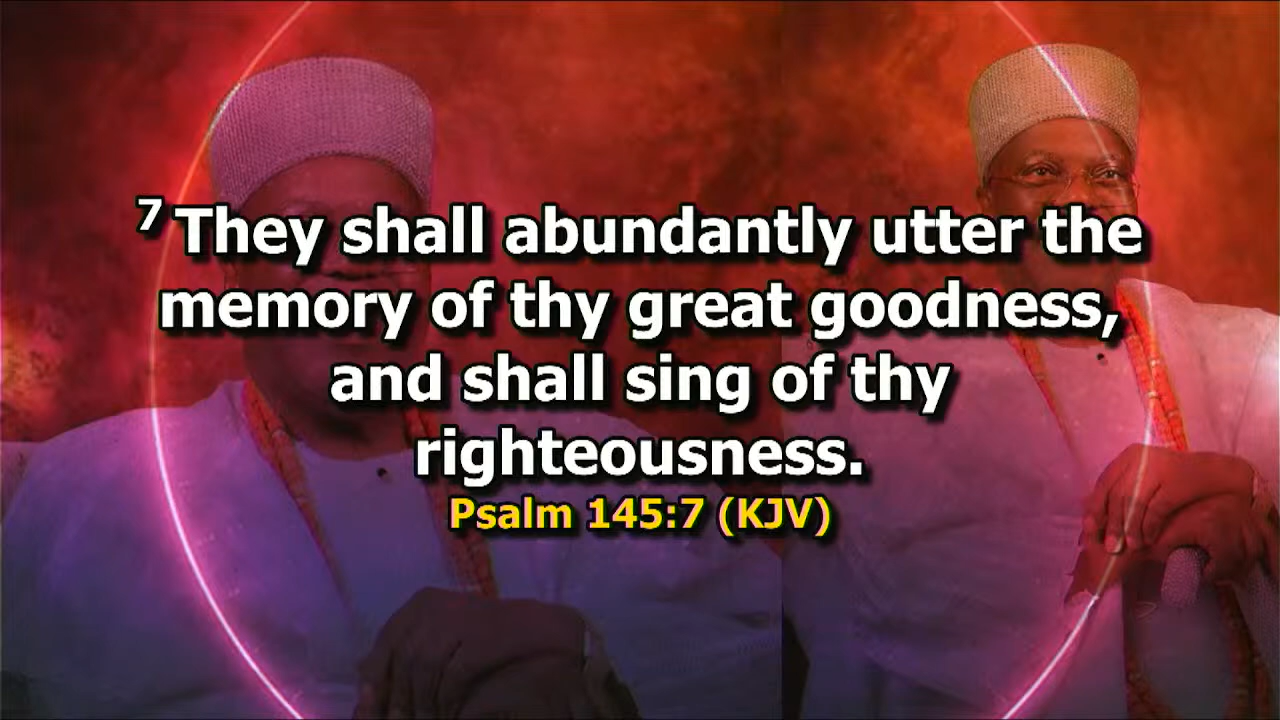 7 They shall abundantly utter the
memory of thy great goodness,
and shall sing of thy
righteousness.
Psalm 145:7 (KJV)